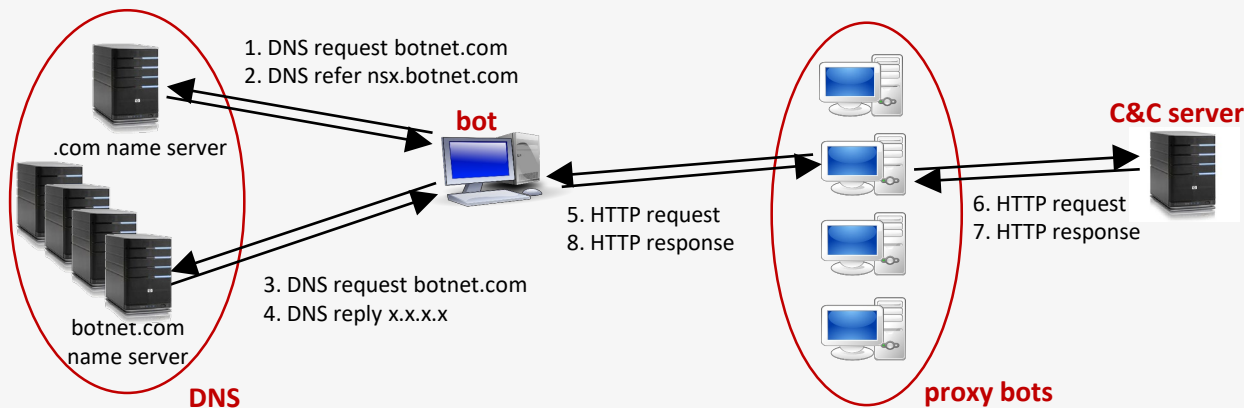 1. DNS request botnet.com
2. DNS refer nsx.botnet.com
bot
.com name server
C&C server
5. HTTP request
8. HTTP response
6. HTTP request
7. HTTP response
3. DNS request botnet.com
4. DNS reply x.x.x.x
botnet.com
name server
DNS
proxy bots